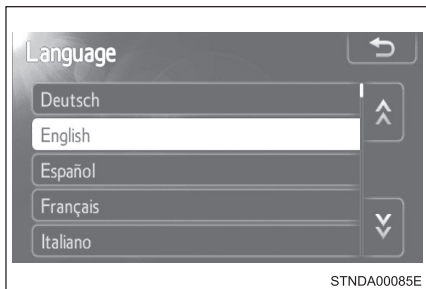 Language
Deutsch
English
Español
Français
Italiano
STNDA00085E